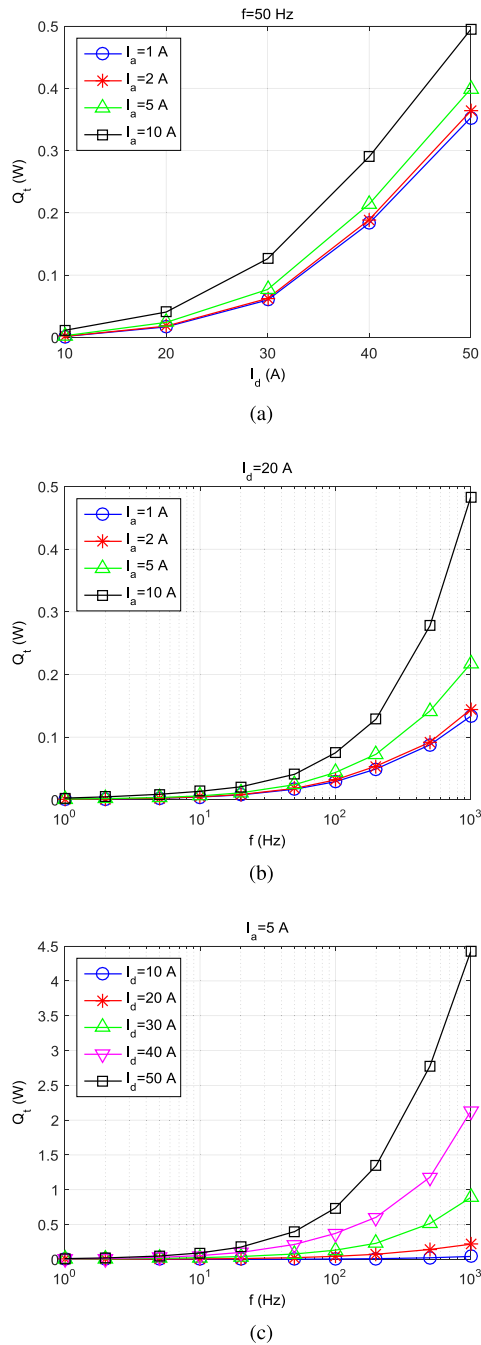 f=50 Hz
0.5
0.4
0.3
0.2
0.1
0
Q_t (W)
I_a=1 A
I_a=2 A
I_a=5 A
I_a=10 A
10 20 30 40 50
I_d (A)
(a)
I_d=20 A
0.5
0.4
0.3
0.2
0.1
0
Q_t (W)
I_a=1 A
I_a=2 A
I_a=5 A
I_a=10 A
10^0 10^1 10^2 10^3
f (Hz)
(b)
I_a=5 A
4.5
4
3.5
3
2.5
2
1.5
1
0.5
0
Q_t (W)
I_d=10 A
I_d=20 A
I_d=30 A
I_d=40 A
I_d=50 A
10^0 10^1 10^2 10^3
f (Hz)
(c)